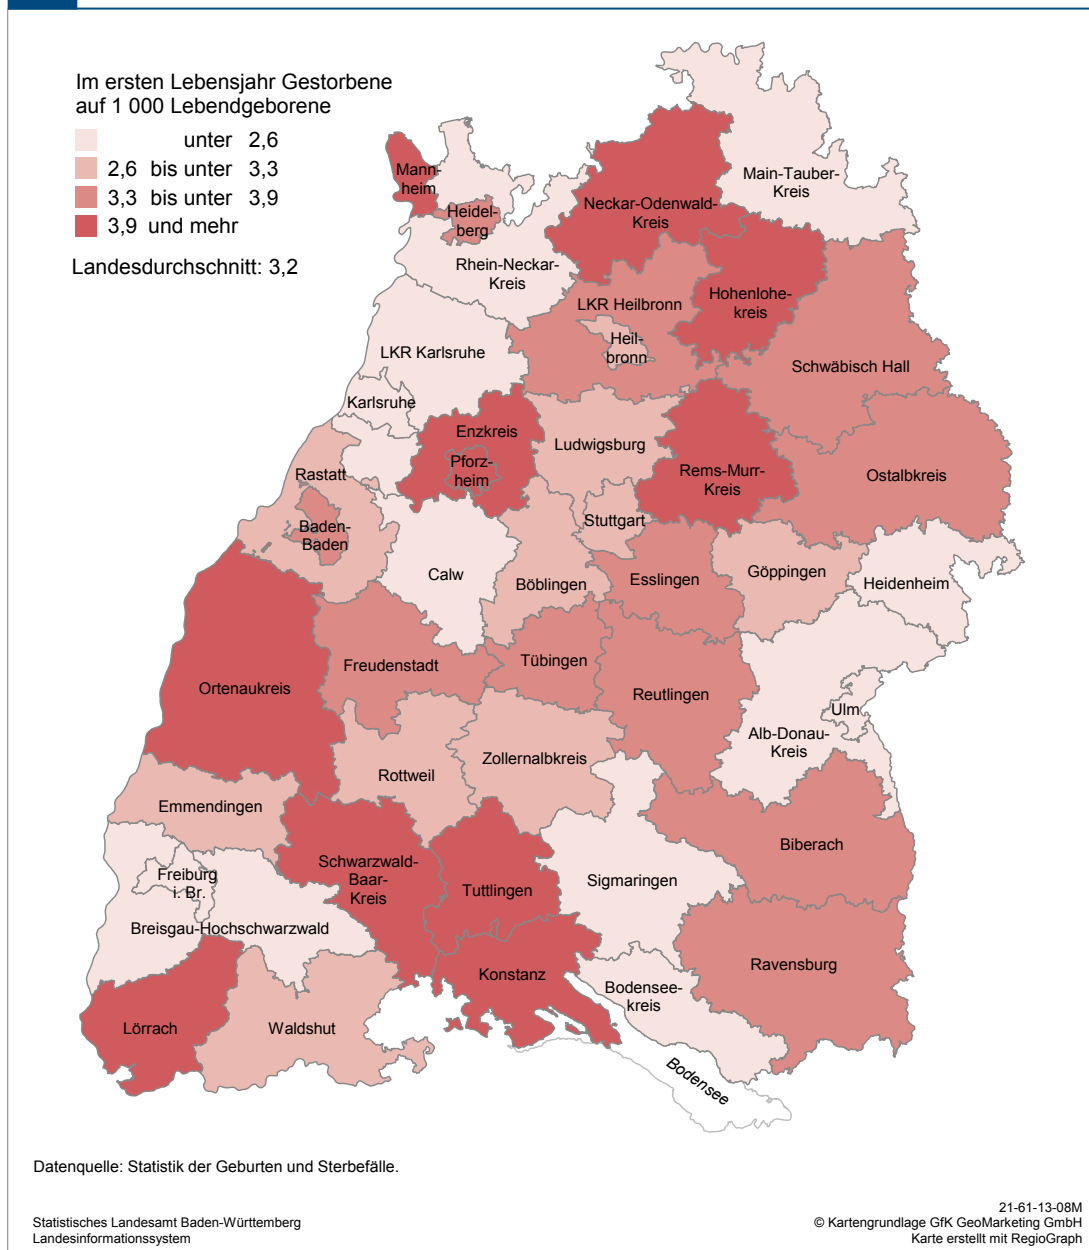 Im ersten Lebensjahr Gestorbene
auf 1 000 Lebendgeborene
unter 2,6
2,6 bis unter 3,3
3,3 bis unter 3,9
3,9 und mehr
Landesdurchschnitt: 3,2
Mann-
heim
Heidel-
berg
Rhein-Neckar-
Kreis
Neckar-Odenwald-
Kreis
Main-Tauber-
Kreis
LKR Heilbronn
Heil-
bronn
Hohenlohe-
kreis
Schwäbisch Hall
LKR Karlsruhe
Karlsruhe
Enzkreis
Pforz-
heim
Ludwigsburg
Rems-Murr-
Kreis
Ostalbkreis
Rastatt
Baden-
Baden
Calw
Böblingen
Stuttgart
Esslingen
Göppingen
Heidenheim
Ortenaukreis
Freudenstadt
Tübingen
Reutlingen
Ulm
Alb-Donau-
Kreis
Rottweil
Zollernalbkreis
Emmendingen
Freiburg
i. Br.
Breisgau-Hochschwarzwald
Schwarzwald-
Baar-
Kreis
Tuttlingen
Sigmaringen
Biberach
Lörrach
Waldshut
Konstanz
Bodensee-
kreis
Ravensburg
Bodensee
Datenquelle: Statistik der Geburten und Sterbefälle.
Statistisches Landesamt Baden-Württemberg
Landesinformationssystem
21-61-13-08M
© Kartengrundlage GfK GeoMarketing GmbH
Karte erstellt mit RegioGraph